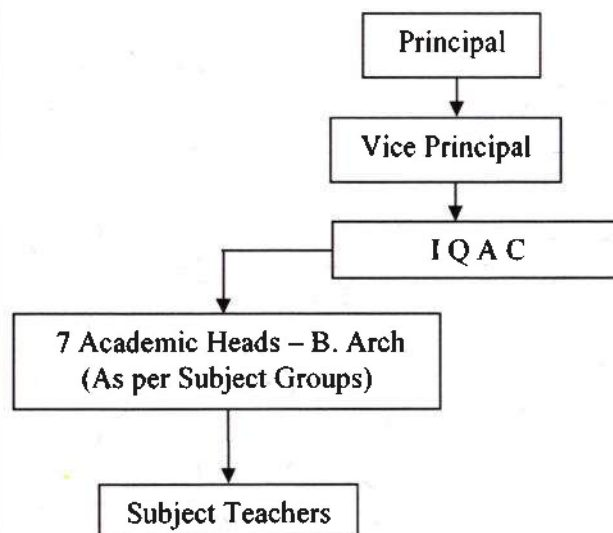 Principal
Vice Principal
I Q A C
7 Academic Heads – B. Arch
(As per Subject Groups)
Subject Teachers